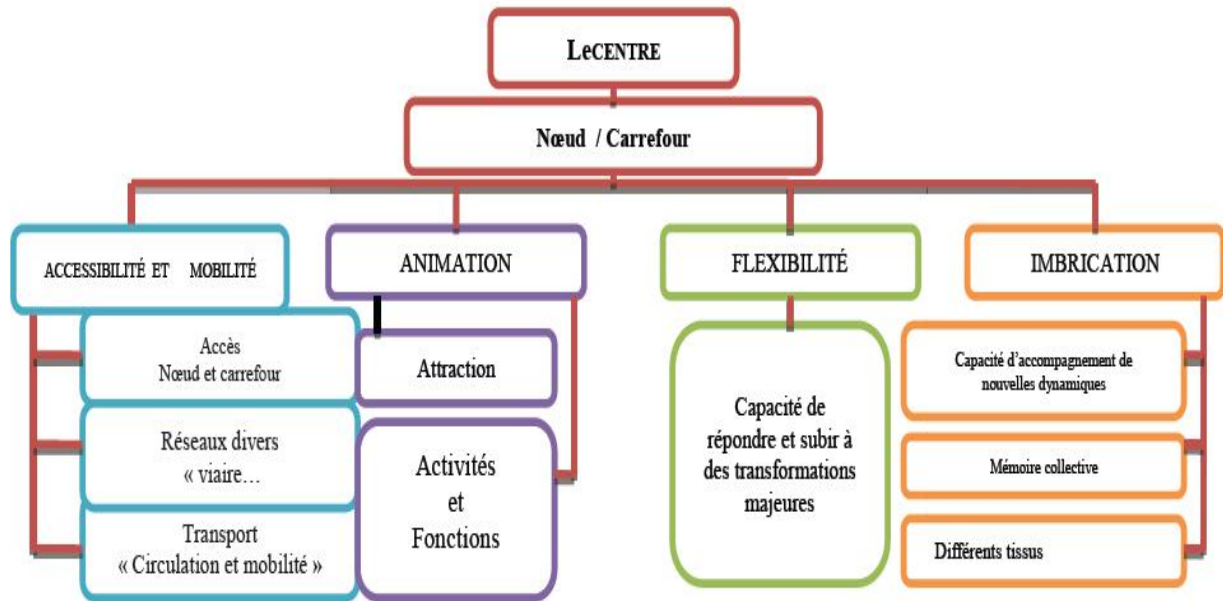 LeCENTRE
Nœud / Carrefour
ACCESSIBILITÉ ET MOBILITÉ
Accès
Nœud et carrefour
Réseaux divers
« viaire…
Transport
« Circulation et mobilité »
ANIMATION
Attraction
Activités
et
Fonctions
FLEXIBILITÉ
Capacité de
répondre et subir à
des transformations
majeures
IMBRICATION
Capacité d’accompagnement de
nouvelles dynamiques
Mémoire collective
Différents tissus